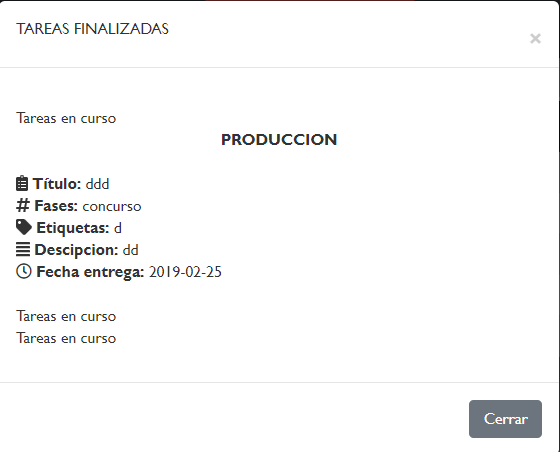 TAREAS FINALIZADAS
×
Tareas en curso
PRODUCCION
Título: ddd
# Fases: concurso
Etiquetas: d
Descipcion: dd
Fecha entrega: 2019-02-25
Tareas en curso
Tareas en curso
Cerrar